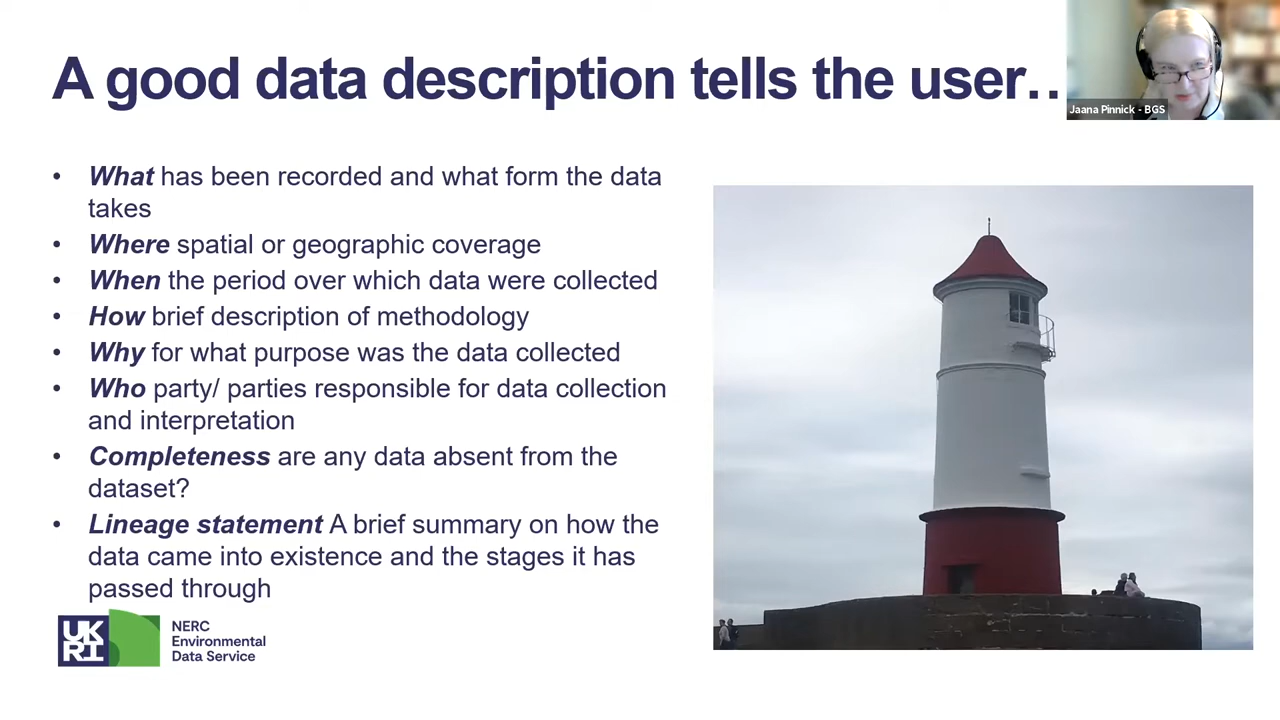 A good data description tells the user…
Jaana Pinnick - BGS
• What has been recorded and what form the data
takes
• Where spatial or geographic coverage
• When the period over which data were collected
• How brief description of methodology
• Why for what purpose was the data collected
• Who party/ parties responsible for data collection
and interpretation
• Completeness are any data absent from the
dataset?
• Lineage statement A brief summary on how the
data came into existence and the stages it has
passed through
UK
RI
NERC
Environmental
Data Service